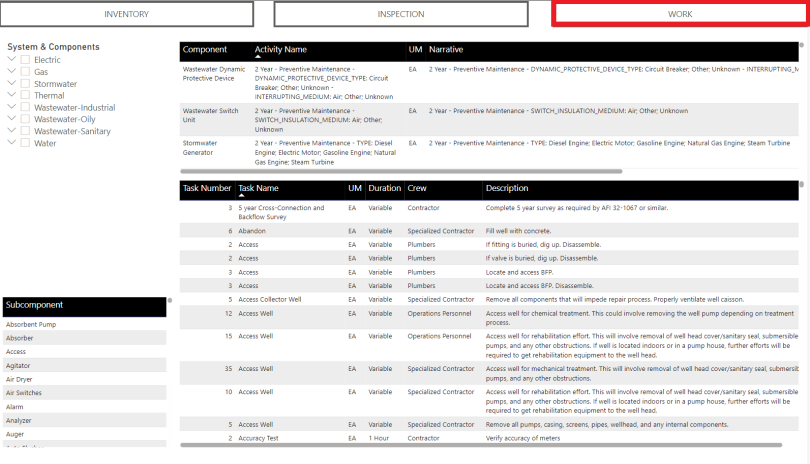 INVENTORY
INSPECTION
WORK
System & Components
Electric
Gas
Stormwater
Thermal
Wastewater-Industrial
Wastewater-Oily
Wastewater-Sanitary
Water
Component Activity Name UM Narrative
Wastewater Dynamic Protective Device
2 Year - Preventive Maintenance -
DYNAMIC_PROTECTIVE_DEVICE_TYPE: Circuit
Breaker; Other; Unknown -
INTERRUPTING_MEDIUM: Air; Other; Unknown
EA
2 Year - Preventive Maintenance - DYNAMIC_PROTECTIVE_DEVICE_TYPE: Circuit Breaker; Other; Unknown - INTERRUPTING_M
Wastewater Switch
Unit
2 Year - Preventive Maintenance -
SWITCH_INSULATION_MEDIUM: Air; Other;
Unknown
EA
2 Year - Preventive Maintenance - SWITCH_INSULATION_MEDIUM: Air; Other; Unknown
Stormwater
Generator
2 Year - Preventive Maintenance - TYPE: Diesel
Engine; Electric Motor; Gasoline Engine; Natural
Gas Engine; Steam Turbine
EA
2 Year - Preventive Maintenance - TYPE: Diesel Engine; Electric Motor; Gasoline Engine; Natural Gas Engine; Steam Turbine
Task Number Task Name UM Duration Crew Description
3 5 year Cross-Connection and
Backflow Survey
EA Variable Contractor Complete 5 year survey as required by AFI 32-1067 or similar.
6 Abandon EA Variable Specialized Contractor Fill well with concrete.
2 Access EA Variable Plumbers If fitting is buried, dig up. Disassemble.
2 Access EA Variable Plumbers If valve is buried, dig up. Disassemble.
3 Access EA Variable Plumbers Locate and access BFP.
3 Access EA Variable Plumbers Locate and access BFP. Disassemble.
5 Access Collector Well EA Variable Specialized Contractor Remove all components that will impede repair process. Properly ventilate well caisson.
12 Access Well EA Variable Operations Personnel Access well for chemical treatment. This could involve removing the well pump depending on treatment
process.
15 Access Well EA Variable Operations Personnel Access well for rehabilitation effort. This will involve removal of well head cover/sanitary seal, submersible
pumps, and any other obstructions. If well is located indoors or in a pump house, further efforts will be
required to get rehabilitation equipment to the well head.
35 Access Well EA Variable Specialized Contractor Access well for mechanical treatment. This will involve removal of well head cover/sanitary seal, submersib
pumps, and any other obstructions.
10 Access Well EA Variable Specialized Contractor Access well for rehabilitation effort. This will involve removal of well head cover/sanitary seal, submersible
pumps, and any other obstructions. If well is located indoors or in a pump house, further efforts will be
required to get rehabilitation equipment to the well head.
5 Access Well EA Variable Specialized Contractor Remove all pumps, casing, screens, pipes, wellhead, and any internal components.
2 Accuracy Test EA 1 Hour Contractor Verify accuracy of meters
Subcomponent
Absorbent Pump
Absorber
Access
Agitator
Air Dryer
Air Switches
Alarm
Analyzer
Auger